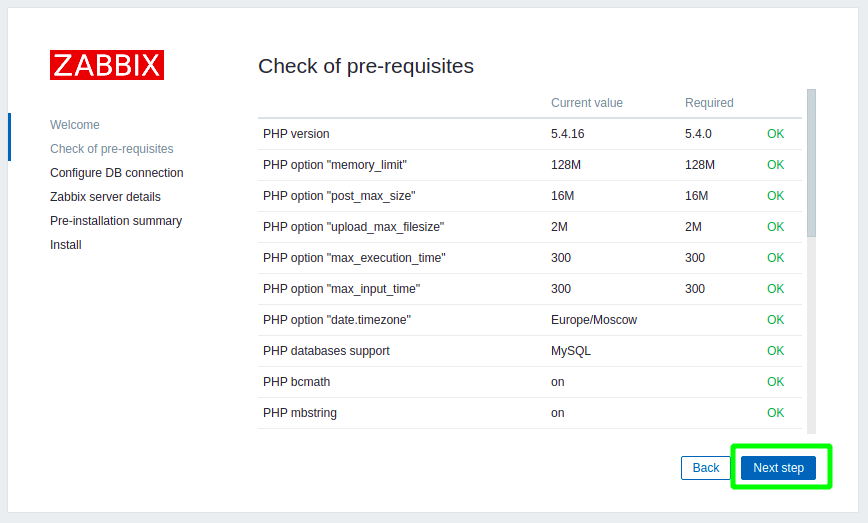 ZABBIX
Welcome
Check of pre-requisites
Configure DB connection
Zabbix server details
Pre-installation summary
Install
Check of pre-requisites
Current value Required
PHP version 5.4.16 5.4.0 OK
PHP option "memory_limit" 128M 128M OK
PHP option "post_max_size" 16M 16M OK
PHP option "upload_max_filesize" 2M 2M OK
PHP option "max_execution_time" 300 300 OK
PHP option "max_input_time" 300 300 OK
PHP option "date.timezone" Europe/Moscow OK
PHP databases support MySQL OK
PHP bcmath on OK
PHP mbstring on OK
Back Next step